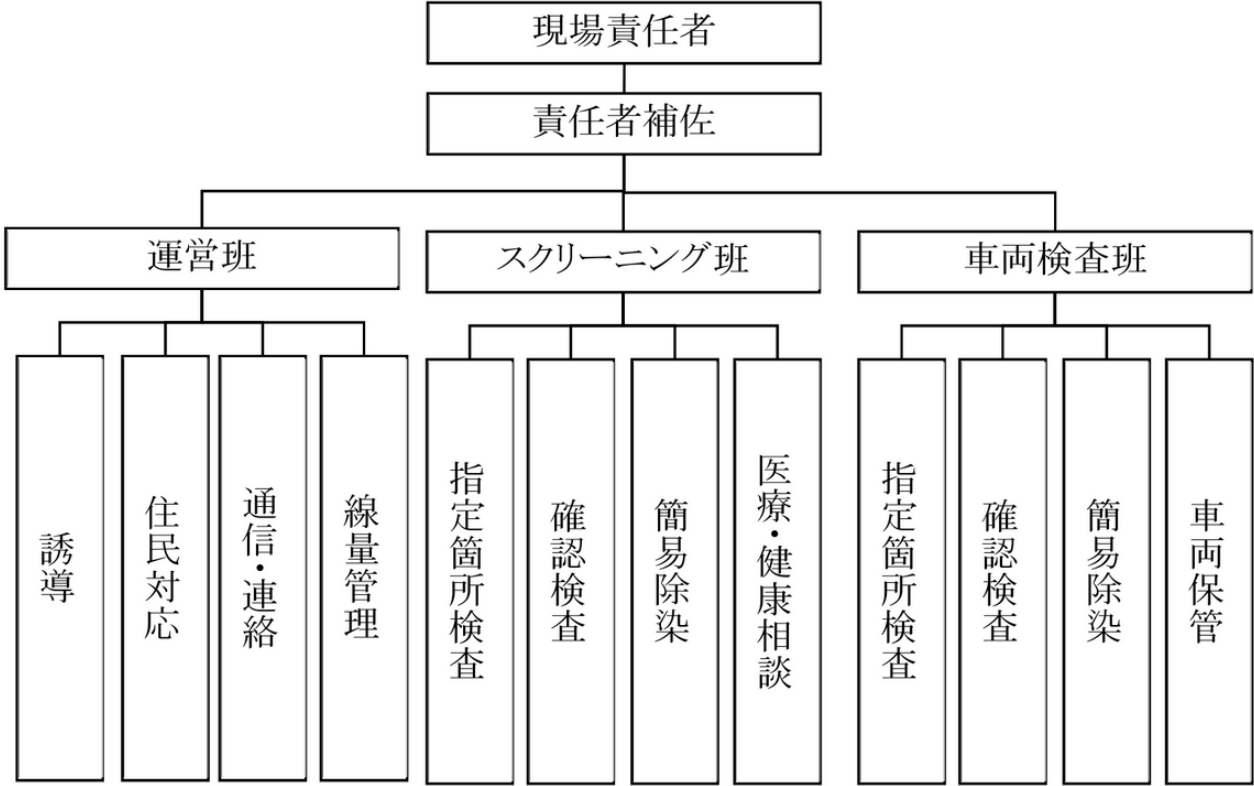 現場責任者
責任者補佐
運営班
スクリーニング班
車両検査班
誘導
住民対応
通信・連絡
線量管理
指定箇所検査
確認検査
簡易除染
医療・健康相談
指定箇所検査
確認検査
簡易除染
車両保管